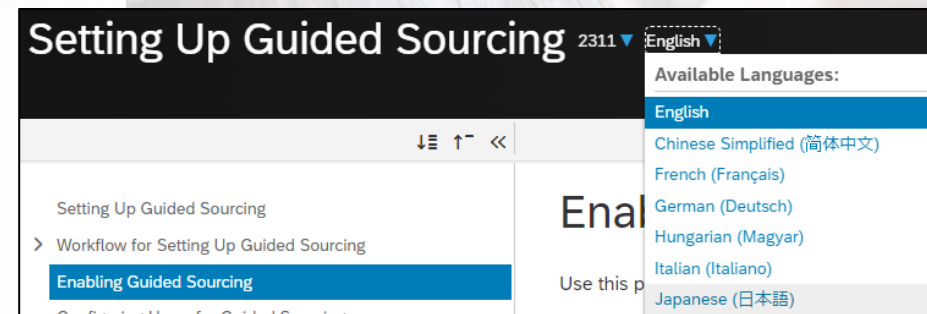 Setting Up Guided Sourcing 2311 English
Available Languages:
English
Chinese Simplified (简体中文)
French (Français)
German (Deutsch)
Hungarian (Magyar)
Italian (Italiano)
Japanese (日本語)
Setting Up Guided Sourcing
Workflow for Setting Up Guided Sourcing
Enabling Guided Sourcing
Use this